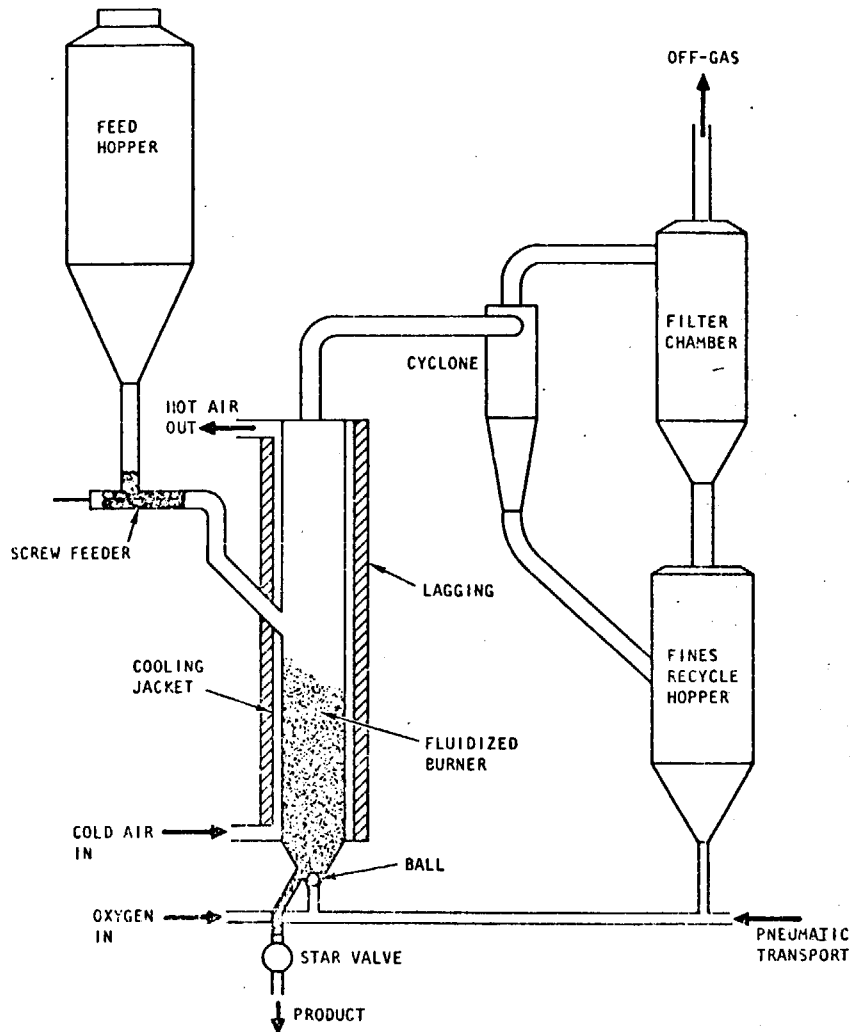 OFF-GAS
FEED
HOPPER
FILTER
CHAMBER
CYCLONE
HOT AIR
OUT
SCREW FEEDER
LAGGING
COOLING
JACKET
FINES
RECYCLE
HOPPER
FLUIDIZED
BURNER
COLD AIR
IN
BALL
OXYGEN
IN
PNEUMATIC
TRANSPORT
STAR VALVE
PRODUCT